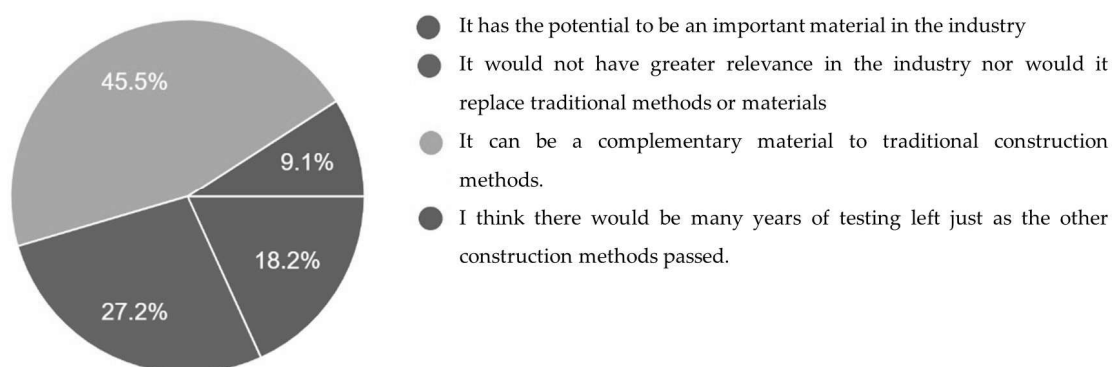 45.5%
9.1%
18.2%
27.2%
It has the potential to be an important material in the industry
It would not have greater relevance in the industry nor would it
replace traditional methods or materials
It can be a complementary material to traditional construction
methods.
I think there would be many years of testing left just as the other
construction methods passed.